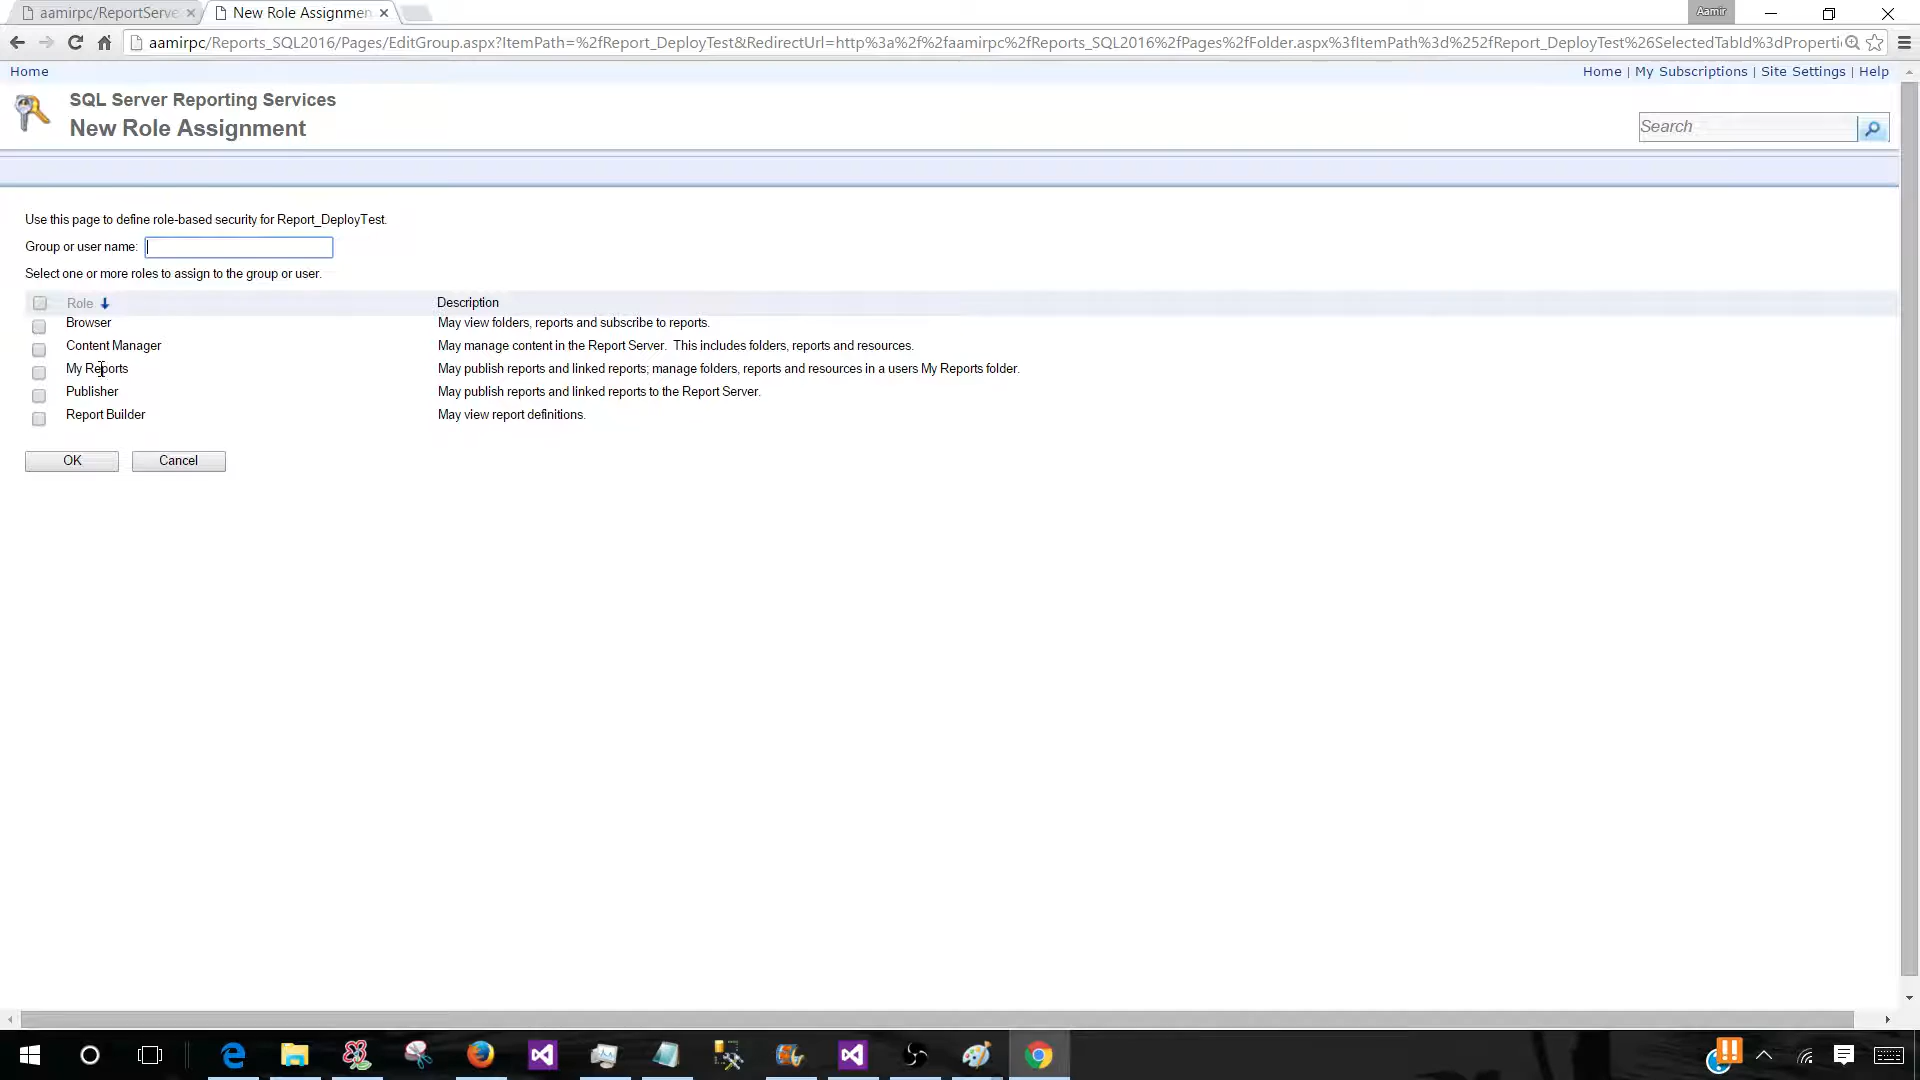 aamirpc/ReportServe
New Role Assignmen
Aamir
aamirpc/Reports_SQL2016/Pages/EditGroup.aspx?ItemPath=%2fReport_DeployTest&RedirectUrl=http%3a%2f%2faamirpc%2fReports_SQL2016%2fPages%2fFolder.aspx%3fItemPath%3d%252fReport_DeployTest%26SelectedTabId%3dProperti
Home
Home | My Subscriptions | Site Settings | Help
SQL Server Reporting Services
New Role Assignment
Search
Use this page to define role-based security for Report_DeployTest.
Group or user name:
Select one or more roles to assign to the group or user.
Role Description
Browser May view folders, reports and subscribe to reports.
Content Manager May manage content in the Report Server. This includes folders, reports and resources.
My Reports May publish reports and linked reports; manage folders, reports and resources in a users My Reports folder.
Publisher May publish reports and linked reports to the Report Server.
Report Builder May view report definitions.
OK Cancel